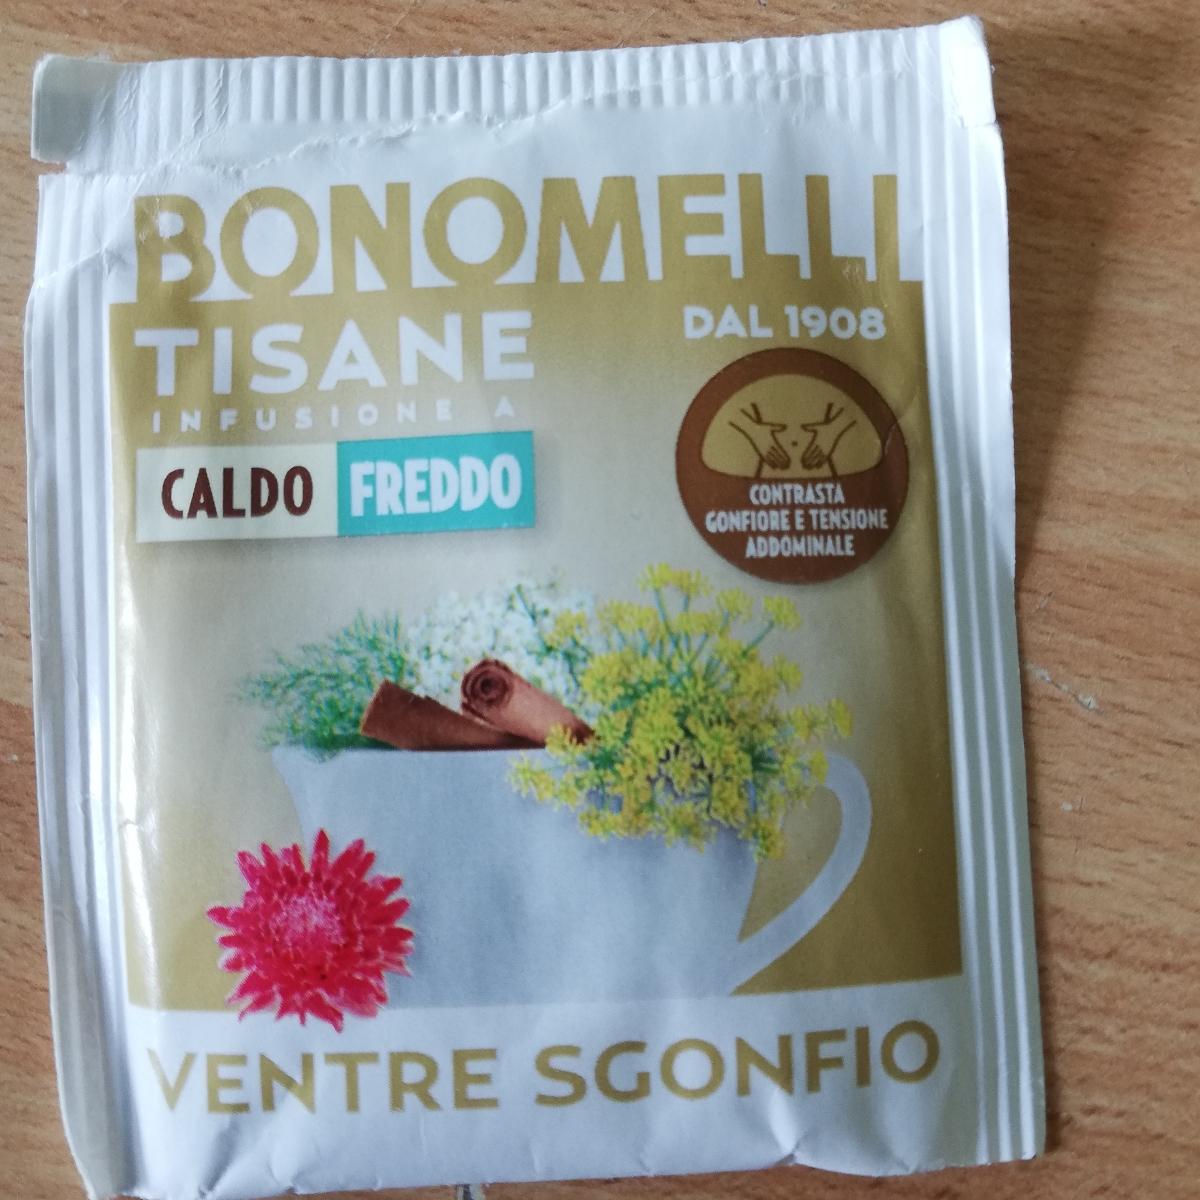 BONOMELLI
DAL 1908
TISANE
INFUSIONE A
CALDO FREDDO
CONTRASTA
GONFIORE E TENSIONE
ADDOMINALE
VENTRE SGONFIO